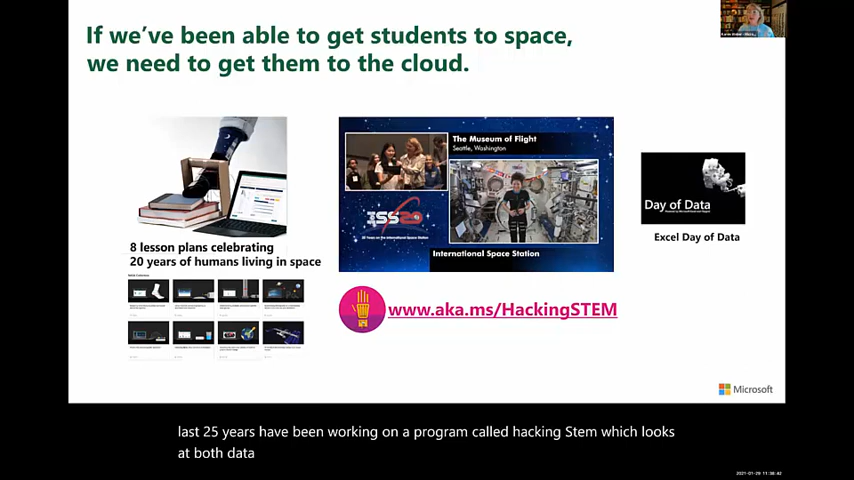 If we've been able to get students to space,
we need to get them to the cloud.
The Museum of Flight
Seattle, Washington
ISS20
International Space Station
Day of Data
Excel Day of Data
8 lesson plans celebrating
20 years of humans living in space
www.aka.ms/HackingSTEM
Microsoft
last 25 years have been working on a program called hacking Stem which looks
at both data